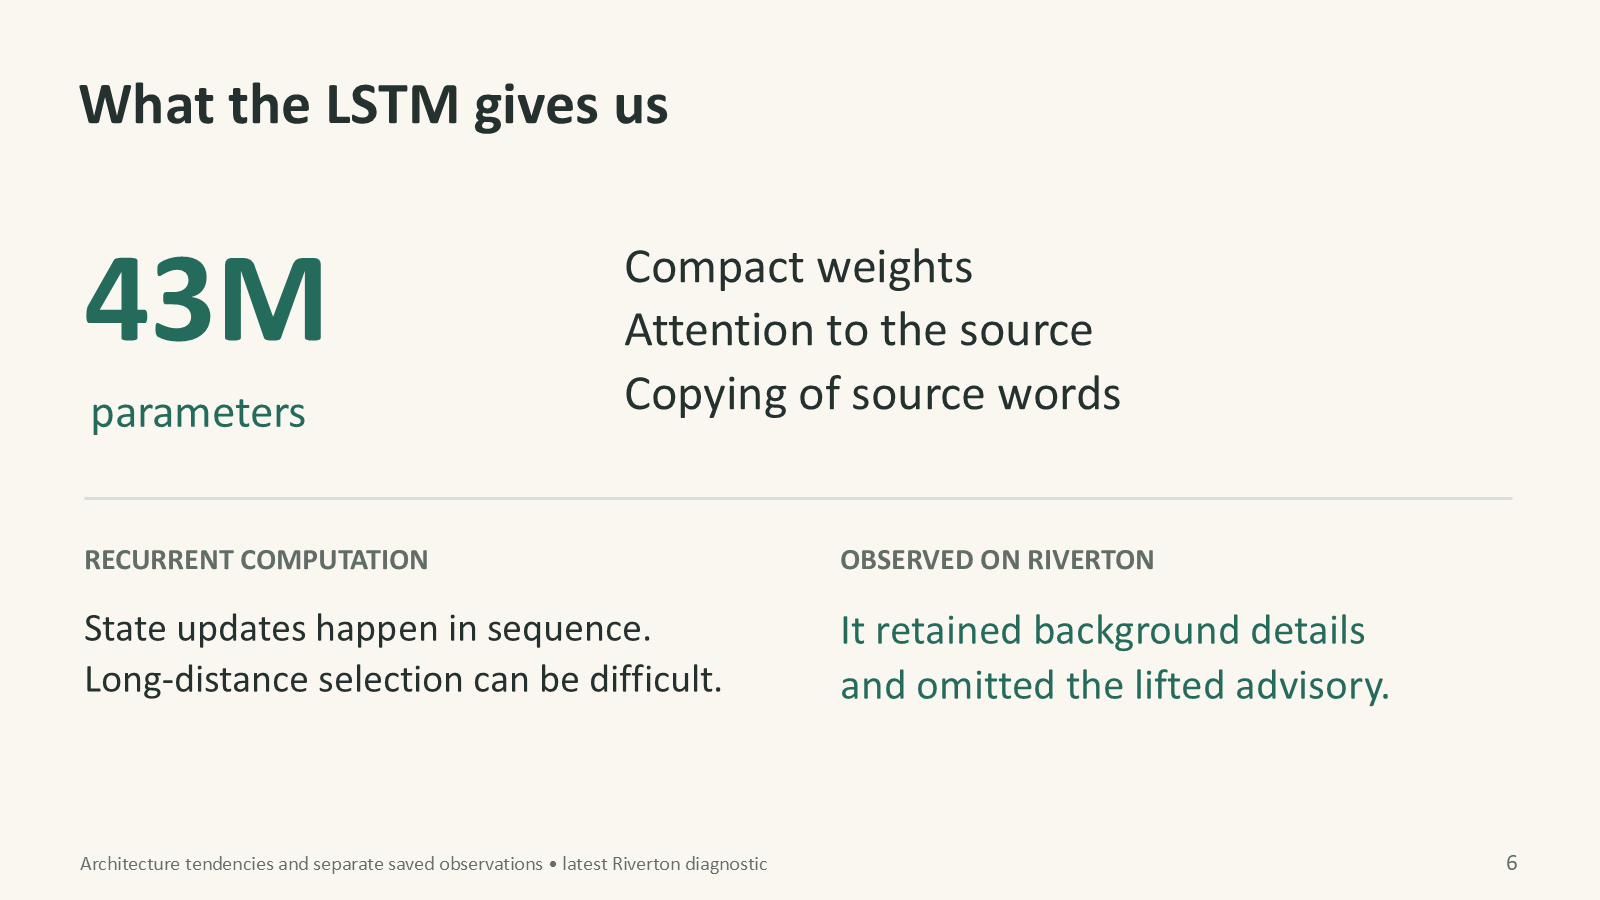 What the LSTM gives us
43M
parameters
Compact weights
Attention to the source
Copying of source words
RECURRENT COMPUTATION
State updates happen in sequence.
Long-distance selection can be difficult.
OBSERVED ON RIVERTON
It retained background details
and omitted the lifted advisory.
Architecture tendencies and separate saved observations • latest Riverton diagnostic
6